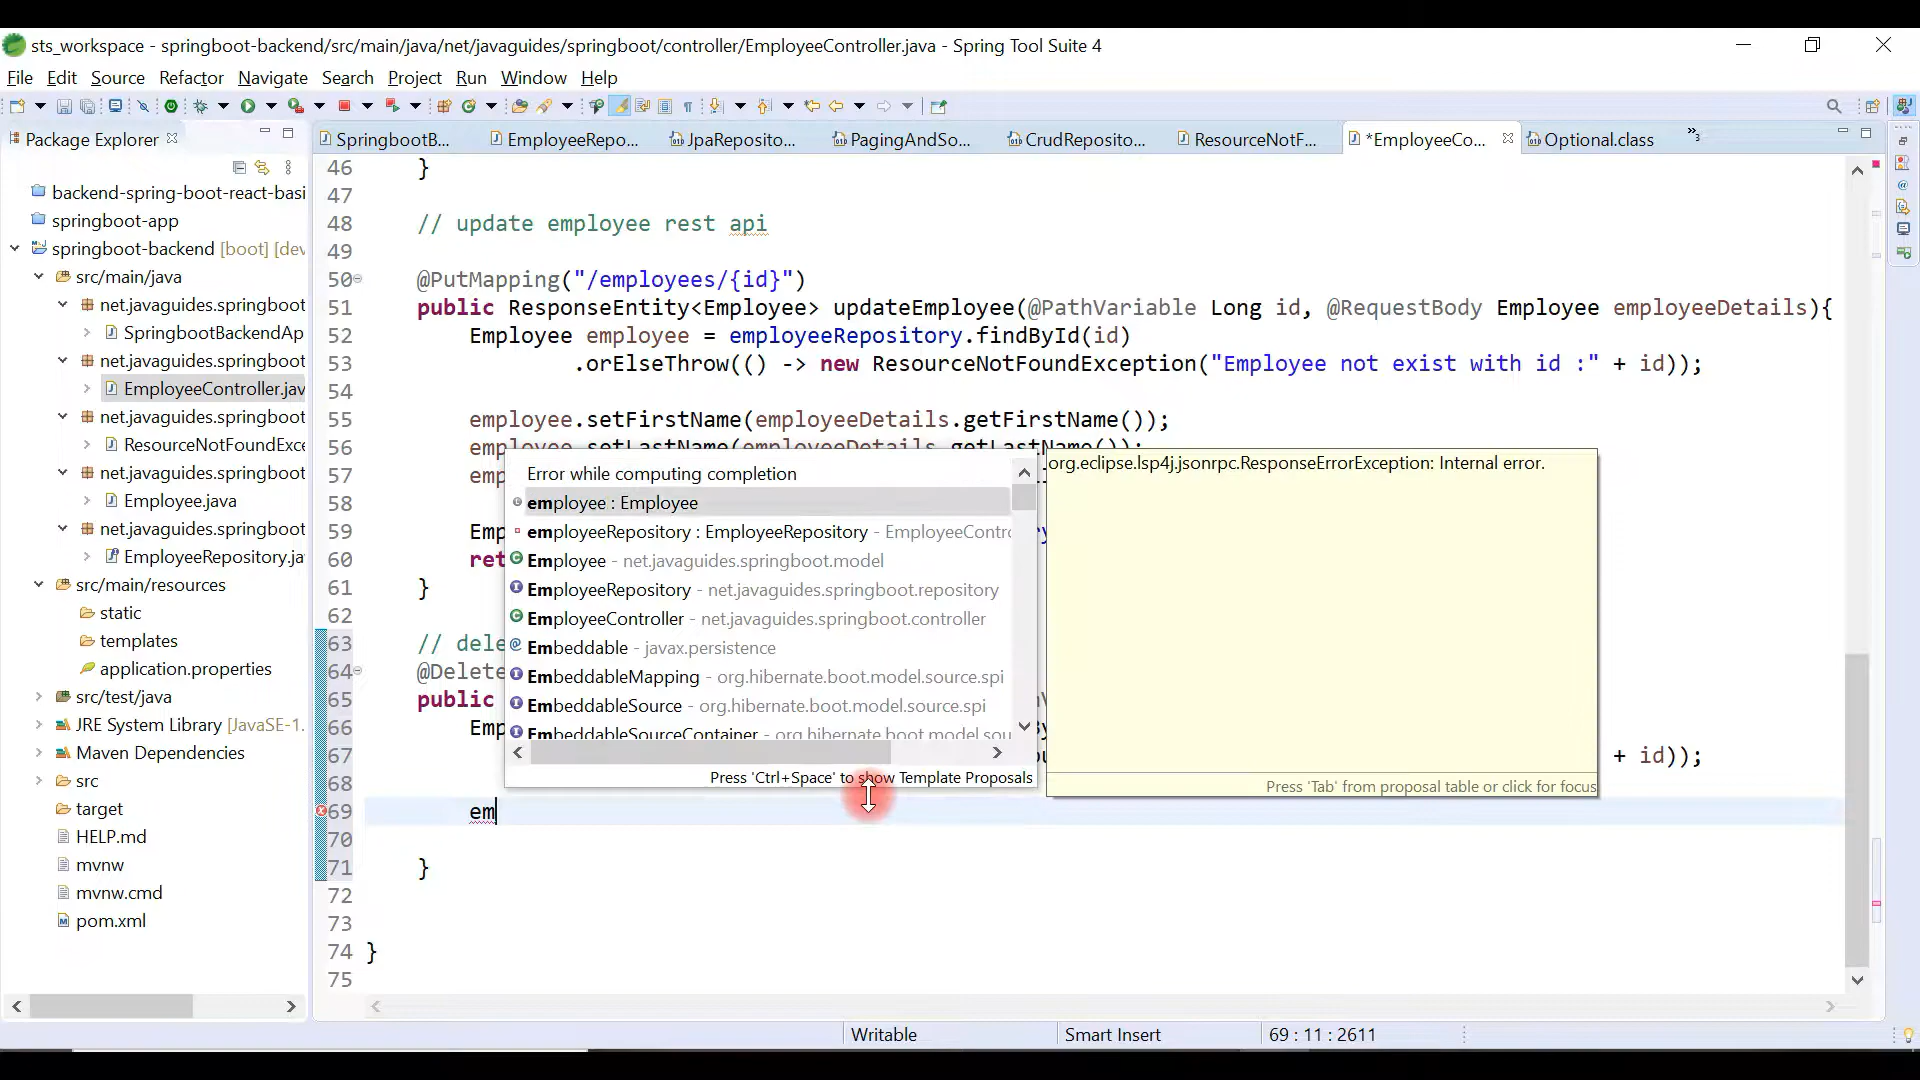 sts_workspace - springboot-backend/src/main/java/net/javaguides/springboot/controller/EmployeeController.java - Spring Tool Suite 4
File Edit Source Refactor Navigate Search Project Run Window Help
Package Explorer
SpringbootB...
EmployeeRepo...
JpaReposito...
PagingAndSo...
CrudReposito...
ResourceNotF...
*EmployeeCo...
Optional.class
»3
backend-spring-boot-react-basi
springboot-app
springboot-backend [boot] [dev
src/main/java
net.javaguides.springboot
SpringbootBackendAp
net.javaguides.springboot
EmployeeController.jav
net.javaguides.springboot
ResourceNotFoundExce
net.javaguides.springboot
Employee.java
net.javaguides.springboot
EmployeeRepository.ja
src/main/resources
static
templates
application.properties
src/test/java
JRE System Library [JavaSE-1.
Maven Dependencies
src
target
HELP.md
mvnw
mvnw.cmd
pom.xml
46 }
47
48 // update employee rest api
49
50 @PutMapping("/employees/{id}")
51 public ResponseEntity<Employee> updateEmployee(@PathVariable Long id, @RequestBody Employee employeeDetails){
52 Employee employee = employeeRepository.findById(id)
53 .orElseThrow(() -> new ResourceNotFoundException("Employee not exist with id :" + id));
54
55 employee.setFirstName(employeeDetails.getFirstName());
56 employee.setLastName(employeeDetails.getLastName());
57 emp
58
59 Emp
60 ret
61 }
62
63 // dele
64 @Delete
65 public
66 Emp
67 + id));
68
69 em
70
71 }
72
73
74 }
75
Error while computing completion
employee : Employee
employeeRepository : EmployeeRepository - EmployeeContro
Employee - net.javaguides.springboot.model
EmployeeRepository - net.javaguides.springboot.repository
EmployeeController - net.javaguides.springboot.controller
Embeddable - javax.persistence
EmbeddableMapping - org.hibernate.boot.model.source.spi
EmbeddableSource - org.hibernate.boot.model.source.spi
EmbeddableSourceContainer - org.hibernate.boot.model.sou
Press 'Ctrl+Space' to show Template Proposals
org.eclipse.lsp4j.jsonrpc.ResponseErrorException: Internal error.
Press 'Tab' from proposal table or click for focus
Writable
Smart Insert
69 : 11 : 2611